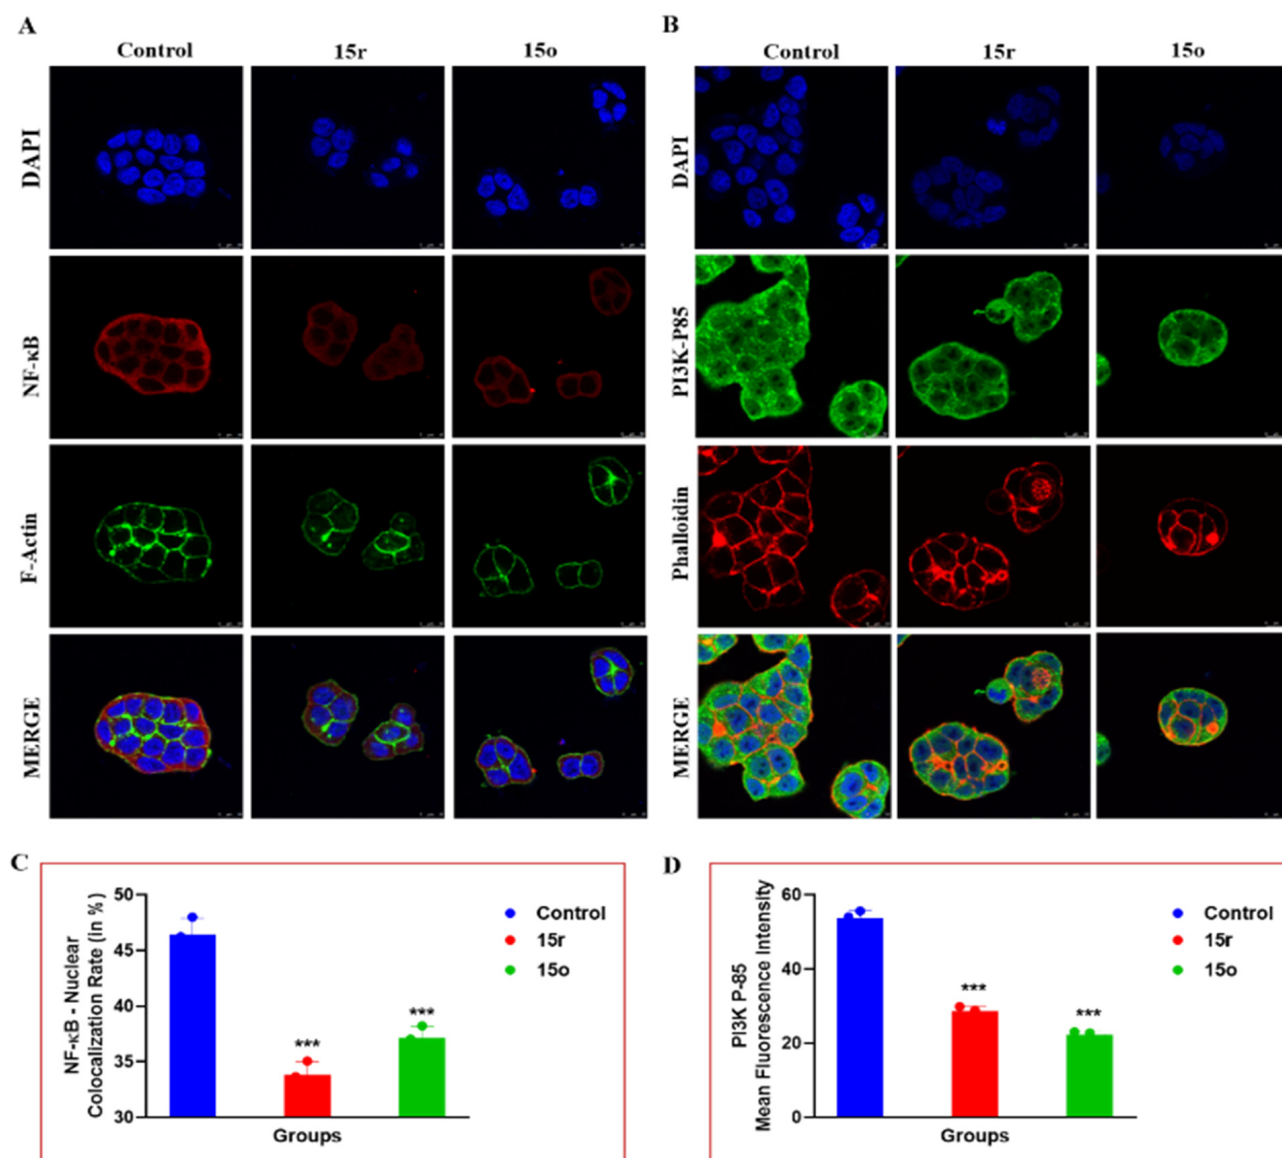 A
B
Control 15r 15o
Control 15r 15o
DAPI
DAPI
NF-κB
PI3K-P85
F-Actin
Phalloidin
MERGE
MERGE
C
NF-κB - Nuclear
Colocalization Rate (in %)
50
45
40
35
30
***
***
Groups
Control
15r
15o
D
PI3K P-85
Mean Fluorescence Intensity
60
40
20
0
***
***
Groups
Control
15r
15o